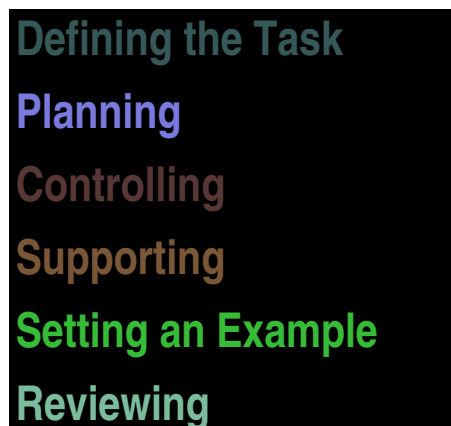 Defining the Task
Planning
Controlling
Supporting
Setting an Example
Reviewing